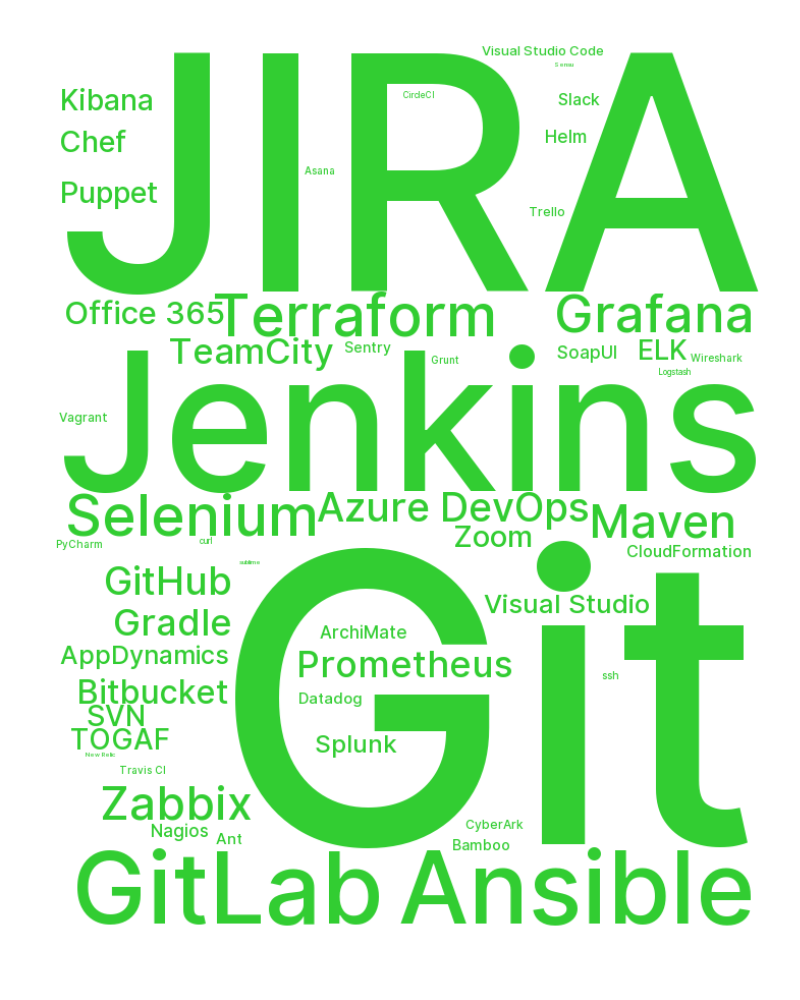 Visual Studio Code
JIRA
Kibana
CircleCI
Slack
Chef
Helm
Asana
Puppet
Trello
Office 365
Terraform
Grafana
TeamCity
Sentry
Grunt
SoapUI
ELK
Wireshark
Logstash
Jenkins
Vagrant
Selenium
Azure DevOps
Maven
Zoom
PyCharm
curl
CloudFormation
sublime
GitHub
Git
Visual Studio
Gradle
ArchiMate
AppDynamics
Prometheus
ssh
Bitbucket
Datadog
SVN
TOGAF
Splunk
New Relic
Travis CI
Zabbix
Nagios
Ant
CyberArk
Bamboo
GitLab
Ansible